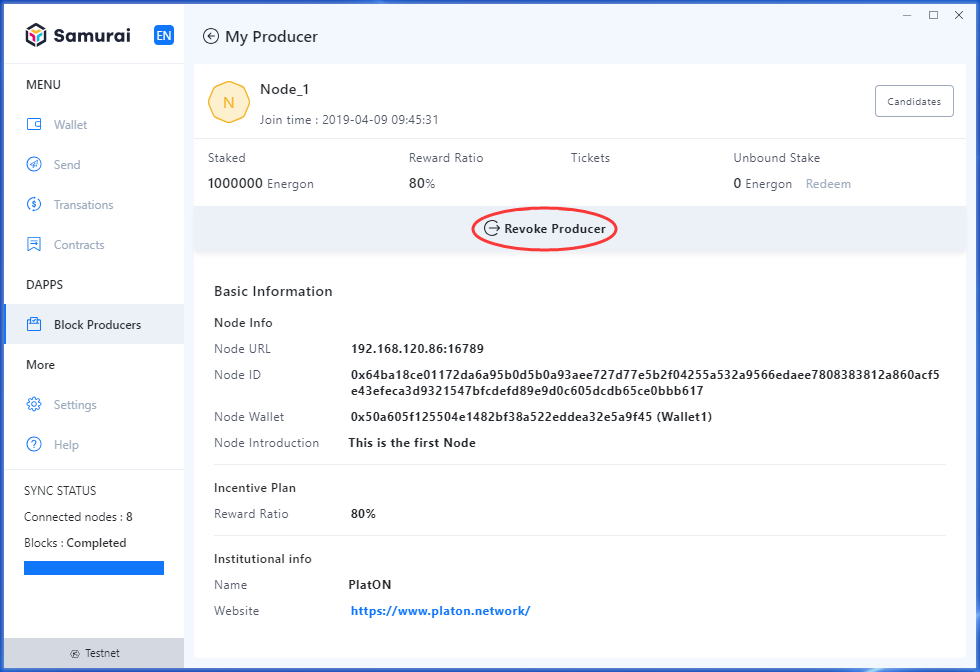 Samurai EN
My Producer
MENU
Wallet
Send
Transations
Contracts
DAPPS
Block Producers
More
Settings
Help
SYNC STATUS
Connected nodes : 8
Blocks : Completed
Testnet
N
Node_1
Join time : 2019-04-09 09:45:31
Candidates
Staked Reward Ratio Tickets Unbound Stake
1000000 Energon 80% 0 Energon Redeem
Revoke Producer
Basic Information
Node Info
Node URL 192.168.120.86:16789
Node ID 0x64ba18ce01172da6a95b0d5b0a93aee727d77e5b2f04255a532a9566edaee7808383812a860acf5
e43efeca3d9321547bfcdefd89e9d0c605dcdb65ce0bbb617
Node Wallet 0x50a605f125504e1482bf38a522eddea32e5a9f45 (Wallet1)
Node Introduction This is the first Node
Incentive Plan
Reward Ratio 80%
Institutional info
Name PlatON
Website https://www.platon.network/